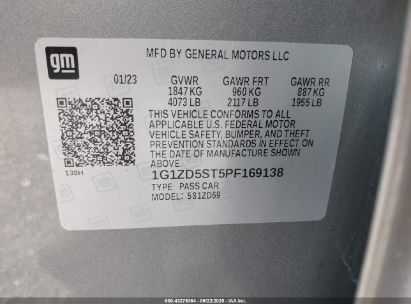 gm
MFD BY GENERAL MOTORS LLC
01/23 GVWR GAWR FRT GAWR RR
1847 KG 960 KG 887 KG
4073 LB 2117 LB 1955 LB
THIS VEHICLE CONFORMS TO ALL
APPLICABLE U.S. FEDERAL MOTOR
VEHICLE SAFETY, BUMPER, AND THEFT
PREVENTION STANDARDS IN EFFECT ON
THE DATE OF MANUFACTURE SHOWN
ABOVE.
130H
1G1ZD5ST5PF169138
TYPE: PASS CAR
MODEL: 581ZD69